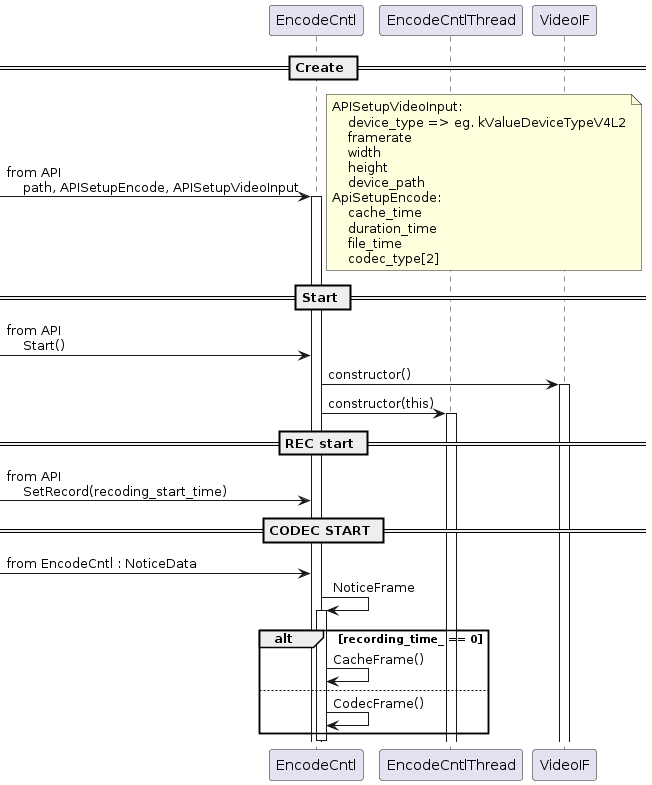 EncodeCntl
EncodeCntlThread
VideoIF
Create
APISetupVideoInput:
device_type => eg. kValueDeviceTypeV4L2
framerate
width
height
device_path
ApiSetupEncode:
cache_time
duration_time
file_time
codec_type[2]
from API
path, APISetupEncode, APISetupVideoInput
Start
from API
Start()
constructor()
constructor(this)
REC start
from API
SetRecord(recoding_start_time)
CODEC START
from EncodeCntl : NoticeData
NoticeFrame
alt [recording_time_ == 0]
CacheFrame()
CodecFrame()
EncodeCntl
EncodeCntlThread
VideoIF